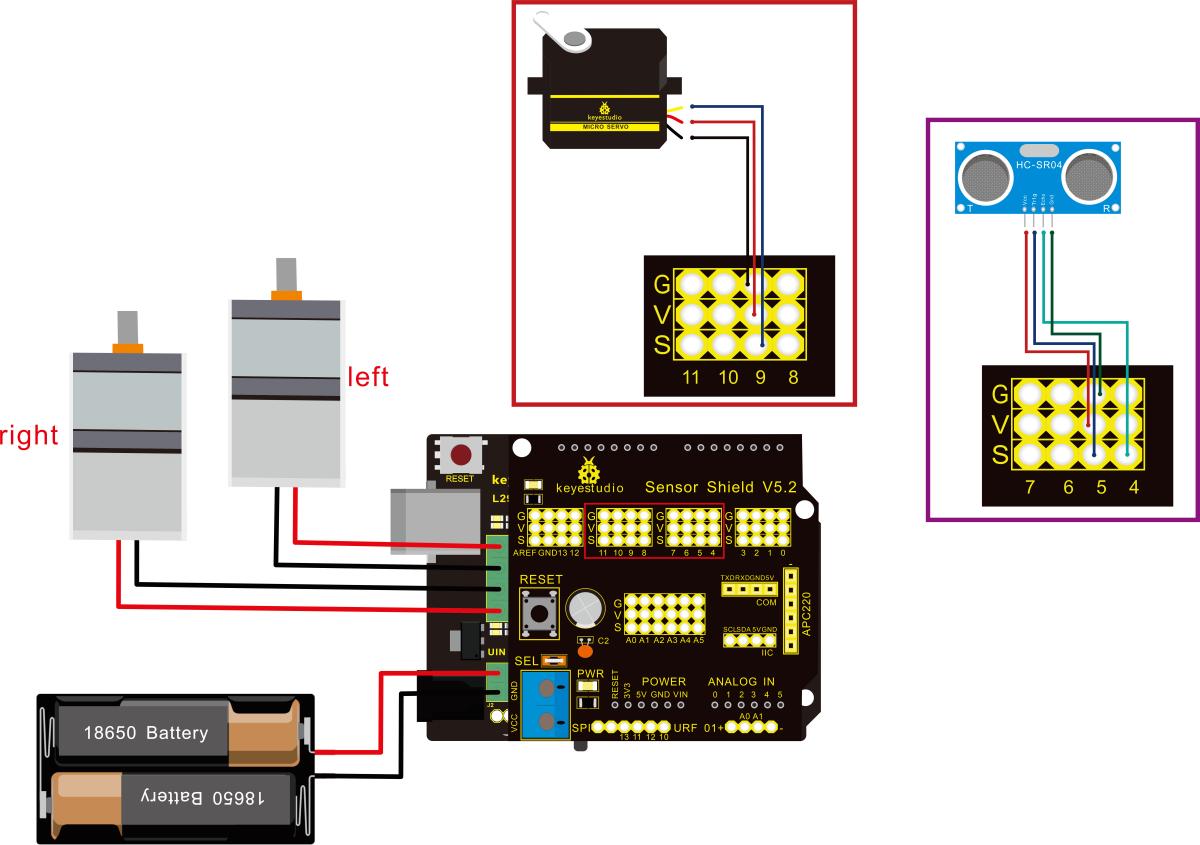 keyestudio
MICRO SERVO
G
V
S
11 10 9 8
HC-SR04
Vcc Trig Echo Gnd
T R
G
V
S
7 6 5 4
left
right
RESET
ke
L29
keyestudio
Sensor Shield V5.2
G
V
S
AREF GND 13 12
G
V
S
11 10 9 8
G
V
S
7 6 5 4
G
V
S
3 2 1 0
RESET
TXD RXD GND 5V
COM
-
APC220
G
V
S
A0 A1 A2 A3 A4 A5
C2
SCL SDA 5V GND
IIC
UIN
SEL
PWR
GND
VCC
J2
RESET
3V3
POWER
5V GND VIN
ANALOG IN
0 1 2 3 4 5
A0 A1
SPI
13 11 12 10
URF 01+
-
18650 Battery
18650 Battery